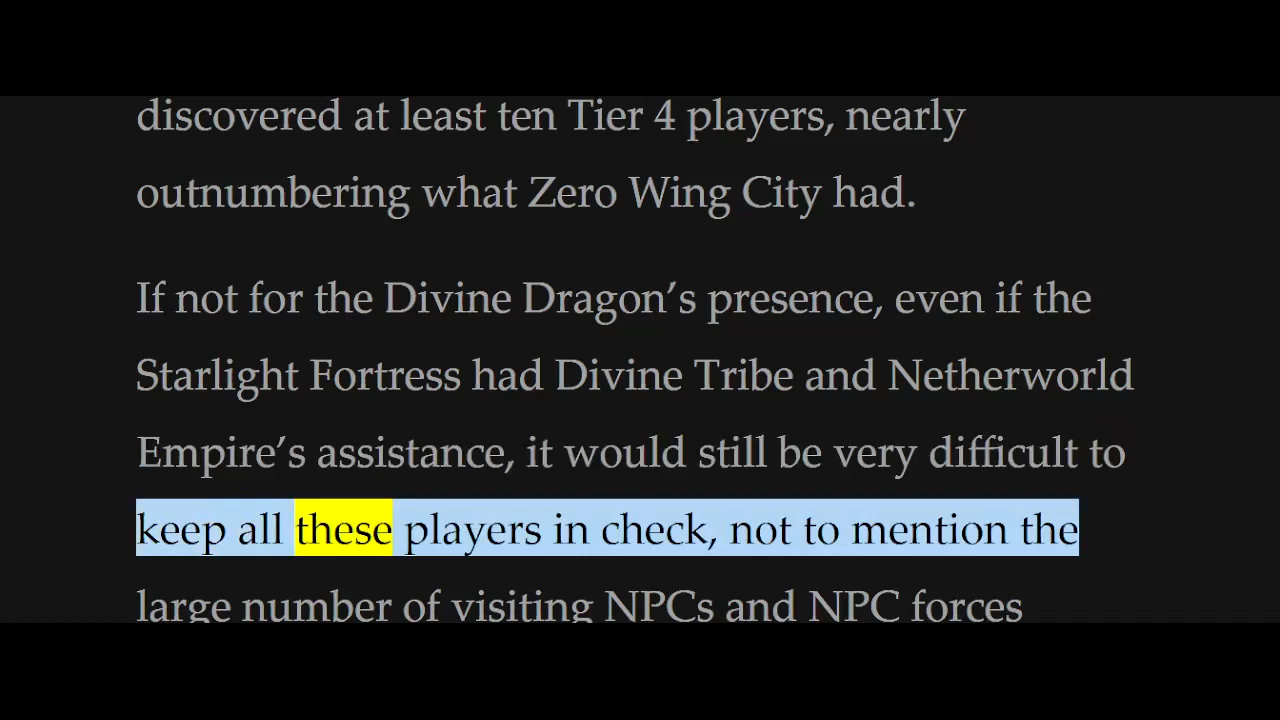 discovered at least ten Tier 4 players, nearly
outnumbering what Zero Wing City had.
If not for the Divine Dragon’s presence, even if the
Starlight Fortress had Divine Tribe and Netherworld
Empire’s assistance, it would still be very difficult to
keep all these players in check, not to mention the
large number of visiting NPCs and NPC forces